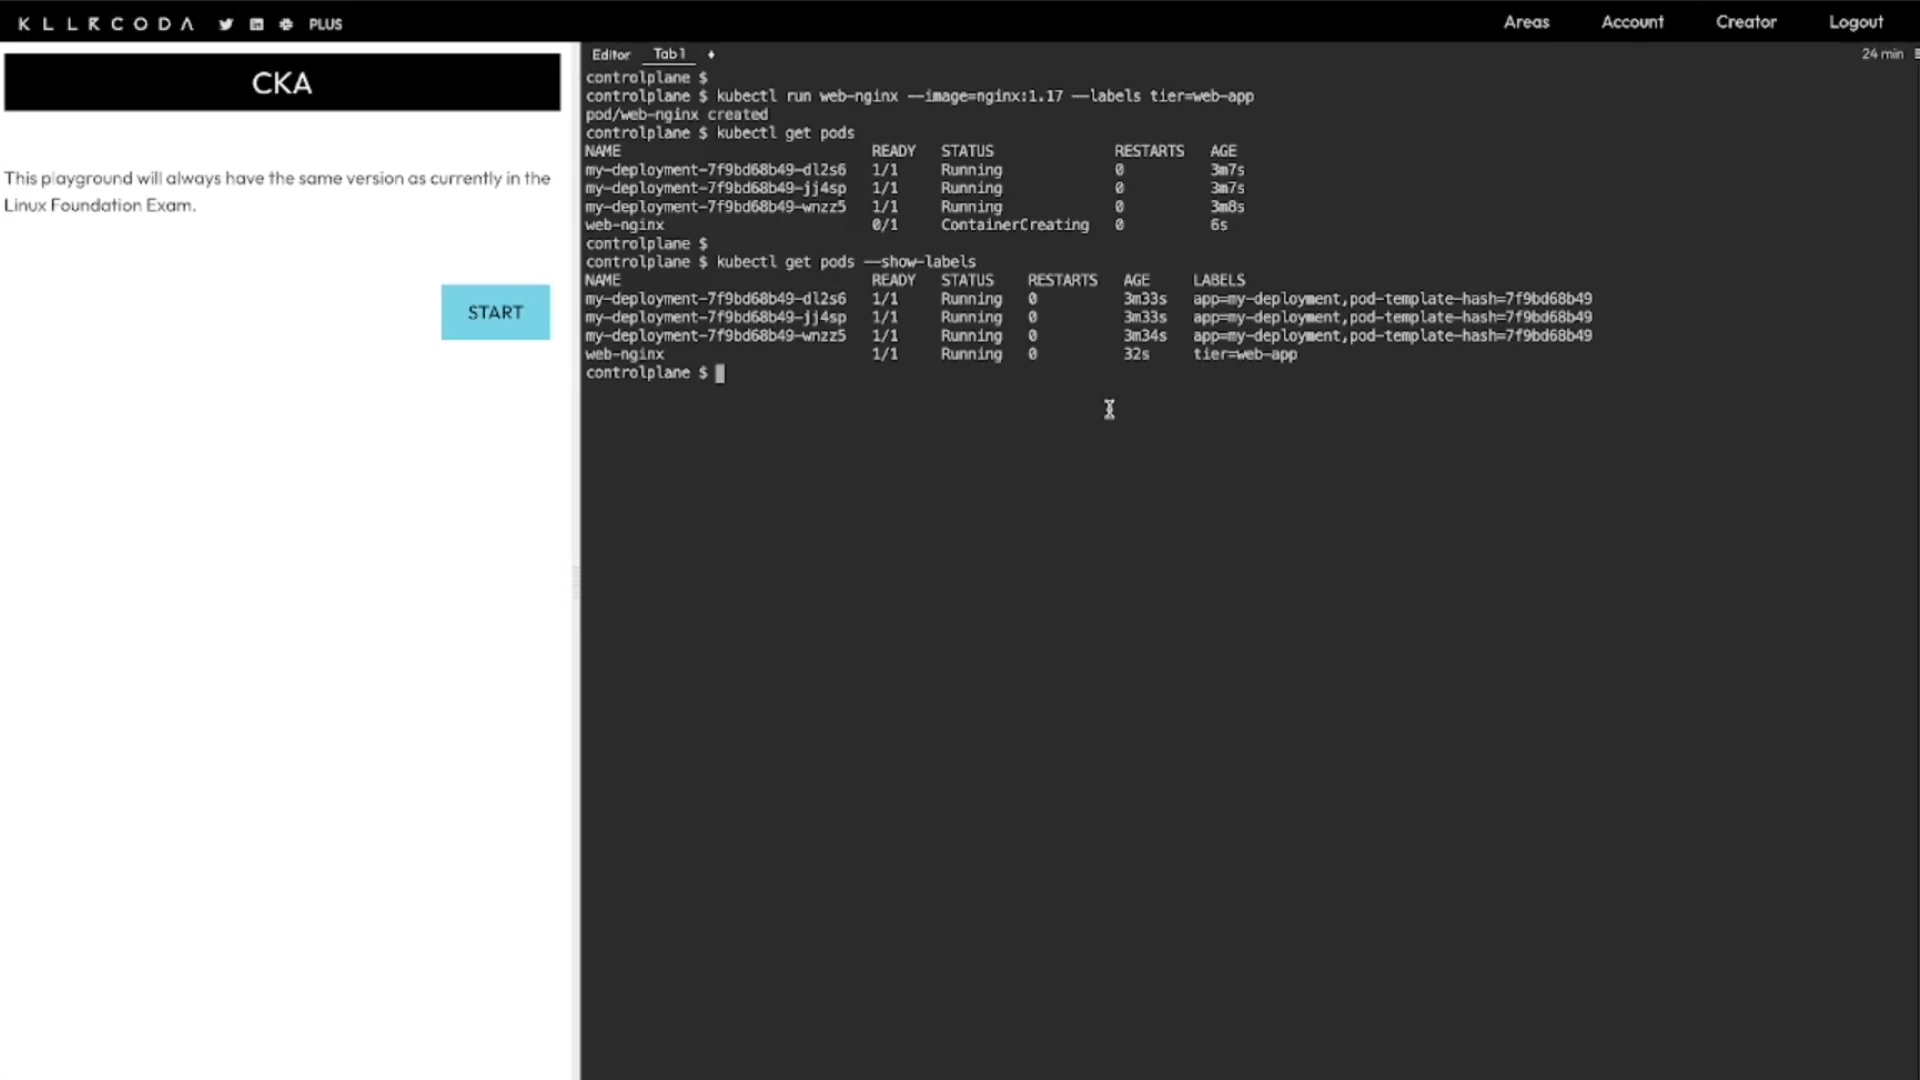 KLLRCODA PLUS Areas Account Creator Logout
CKA
This playground will always have the same version as currently in the
Linux Foundation Exam.
START
Editor Tab 1 + 24 min
controlplane $
controlplane $ kubectl run web-nginx --image=nginx:1.17 --labels tier=web-app
pod/web-nginx created
controlplane $ kubectl get pods
NAME READY STATUS RESTARTS AGE
my-deployment-7f9bd68b49-dl2s6 1/1 Running 0 3m7s
my-deployment-7f9bd68b49-jj4sp 1/1 Running 0 3m7s
my-deployment-7f9bd68b49-wnzz5 1/1 Running 0 3m8s
web-nginx 0/1 ContainerCreating 0 6s
controlplane $
controlplane $ kubectl get pods --show-labels
NAME READY STATUS RESTARTS AGE LABELS
my-deployment-7f9bd68b49-dl2s6 1/1 Running 0 3m33s app=my-deployment,pod-template-hash=7f9bd68b49
my-deployment-7f9bd68b49-jj4sp 1/1 Running 0 3m33s app=my-deployment,pod-template-hash=7f9bd68b49
my-deployment-7f9bd68b49-wnzz5 1/1 Running 0 3m34s app=my-deployment,pod-template-hash=7f9bd68b49
web-nginx 1/1 Running 0 32s tier=web-app
controlplane $